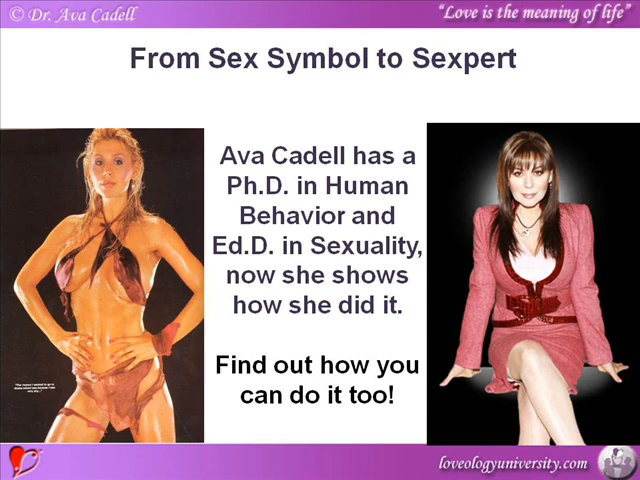 © Dr. Ava Cadell
“Love is the meaning of life”
From Sex Symbol to Sexpert
Ava Cadell has a
Ph.D. in Human
Behavior and
Ed.D. in Sexuality,
now she shows
how she did it.
Find out how you
can do it too!
loveologyuniversity.com